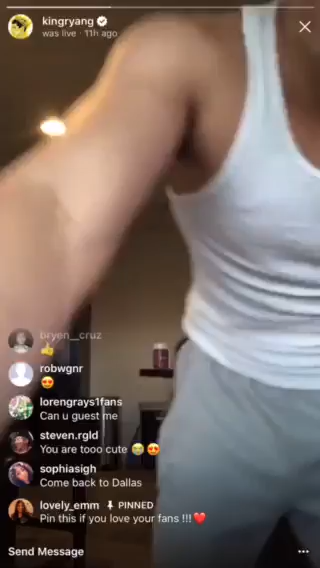 kingryang
was live · 11h ago
bryen__cruz
👍
robwgnr
😍
lorengrays1fans
Can u guest me
steven.rgld
You are tooo cute 😭😍
sophiasigh
Come back to Dallas
lovely_emm PINNED
Pin this if you love your fans !!!❤️
Send Message